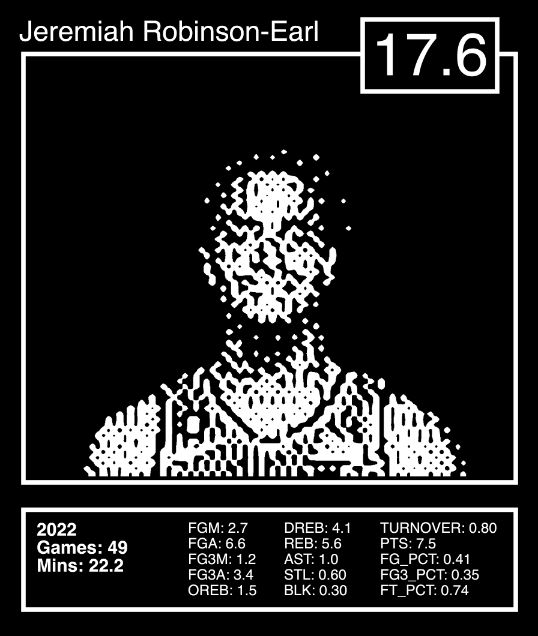 Jeremiah Robinson-Earl
17.6
2022
Games: 49
Mins: 22.2
FGM: 2.7
FGA: 6.6
FG3M: 1.2
FG3A: 3.4
OREB: 1.5
DREB: 4.1
REB: 5.6
AST: 1.0
STL: 0.60
BLK: 0.30
TURNOVER: 0.80
PTS: 7.5
FG_PCT: 0.41
FG3_PCT: 0.35
FT_PCT: 0.74